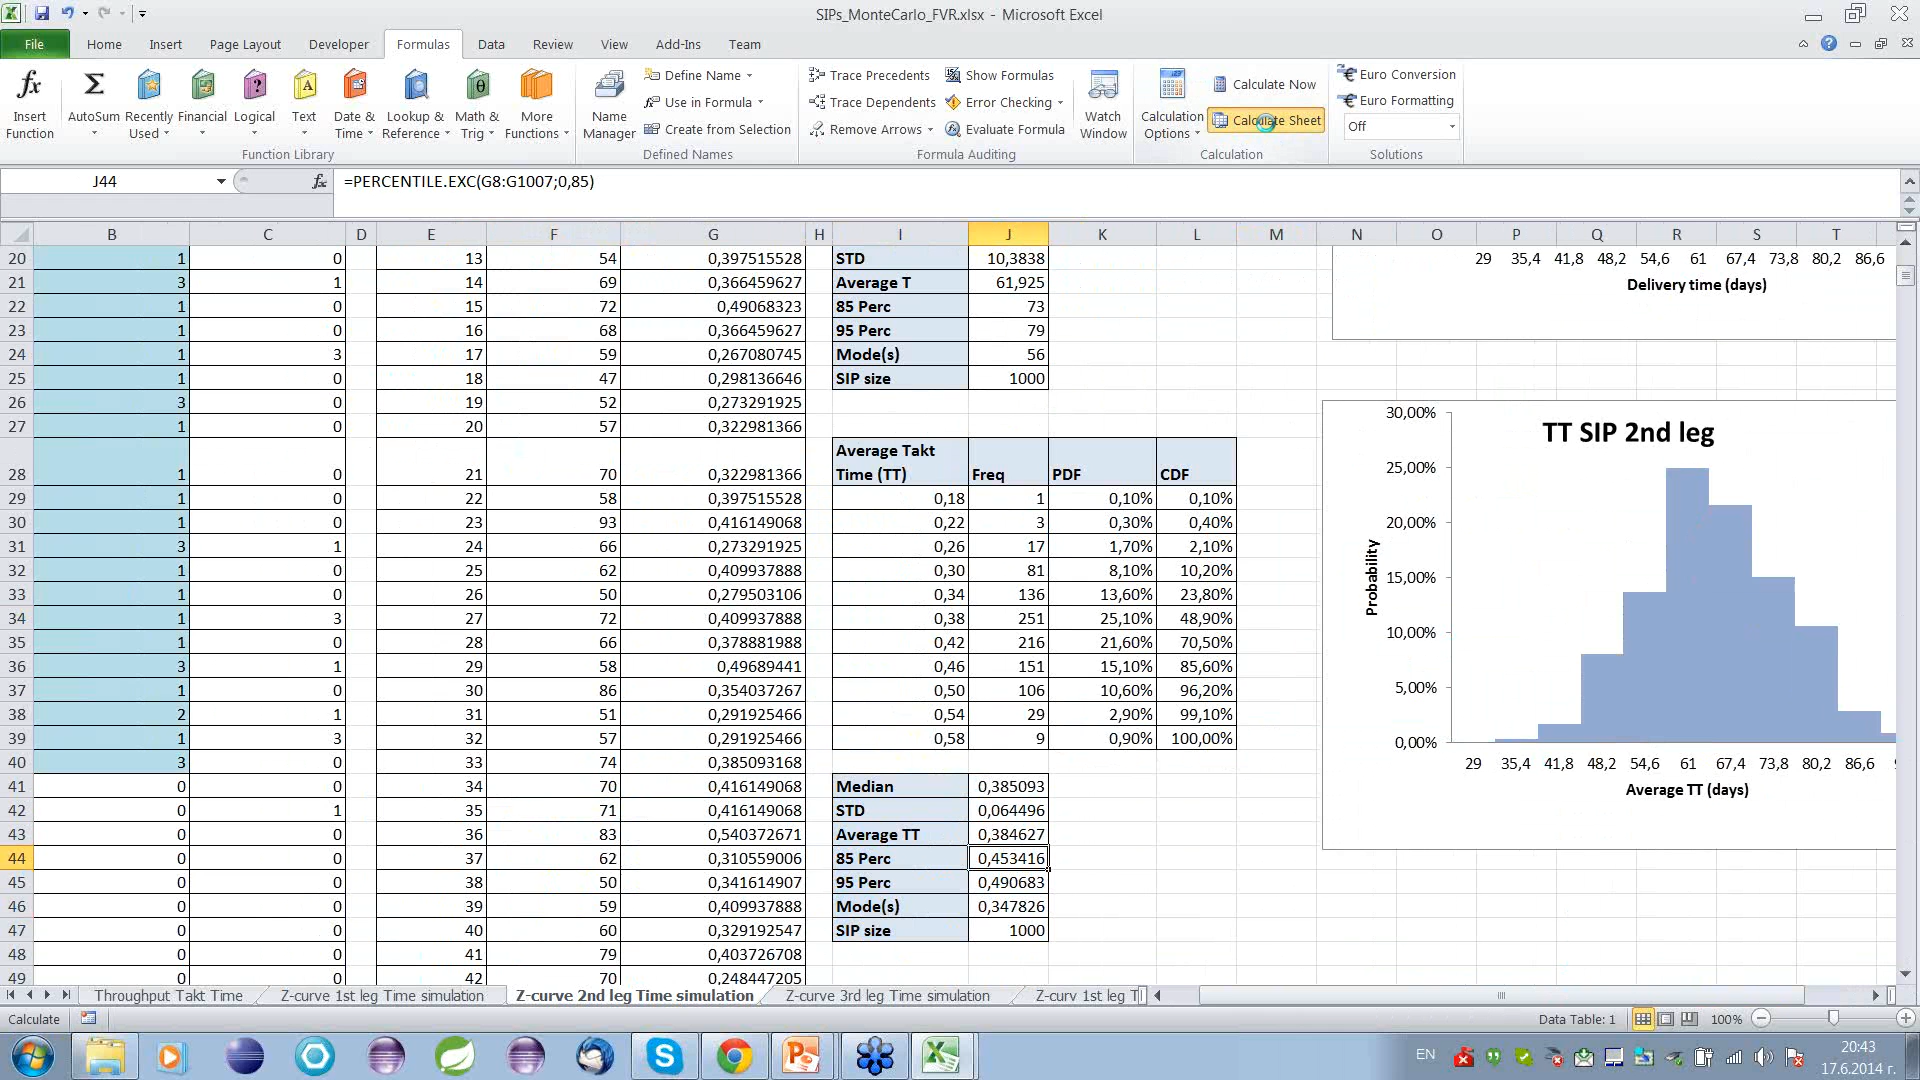 SIPs_MonteCarlo_FVR.xlsx - Microsoft Excel
File Home Insert Page Layout Developer Formulas Data Review View Add-Ins Team
Insert Function
AutoSum
Recently Used
Financial
Logical
Text
Date & Time
Lookup & Reference
Math & Trig
More Functions
Function Library
Name Manager
Define Name
Use in Formula
Create from Selection
Defined Names
Trace Precedents
Trace Dependents
Remove Arrows
Show Formulas
Error Checking
Evaluate Formula
Formula Auditing
Watch Window
Calculation Options
Calculate Now
Calculate Sheet
Calculation
Euro Conversion
Euro Formatting
Off
Solutions
J44 fx =PERCENTILE.EXC(G8:G1007;0,85)
B C D E F G H I J K L M N O P Q R S T
20 1 0 13 54 0,397515528 STD 10,3838
21 3 1 14 69 0,366459627 Average T 61,925
22 1 0 15 72 0,49068323 85 Perc 73
23 1 0 16 68 0,366459627 95 Perc 79
24 1 3 17 59 0,267080745 Mode(s) 56
25 1 0 18 47 0,298136646 SIP size 1000
26 3 0 19 52 0,273291925
27 1 0 20 57 0,322981366
28 1 0 21 70 0,322981366 Average Takt Time (TT) Freq PDF CDF
29 1 0 22 58 0,397515528 0,18 1 0,10% 0,10%
30 1 0 23 93 0,416149068 0,22 3 0,30% 0,40%
31 3 1 24 66 0,273291925 0,26 17 1,70% 2,10%
32 1 0 25 62 0,409937888 0,30 81 8,10% 10,20%
33 1 0 26 50 0,279503106 0,34 136 13,60% 23,80%
34 1 3 27 72 0,409937888 0,38 251 25,10% 48,90%
35 1 0 28 66 0,378881988 0,42 216 21,60% 70,50%
36 3 1 29 58 0,49689441 0,46 151 15,10% 85,60%
37 1 0 30 86 0,354037267 0,50 106 10,60% 96,20%
38 2 1 31 51 0,291925466 0,54 29 2,90% 99,10%
39 1 3 32 57 0,291925466 0,58 9 0,90% 100,00%
40 3 0 33 74 0,385093168
41 0 0 34 70 0,416149068 Median 0,385093
42 0 1 35 71 0,416149068 STD 0,064496
43 0 0 36 83 0,540372671 Average TT 0,384627
44 0 0 37 62 0,310559006 85 Perc 0,453416
45 0 0 38 50 0,341614907 95 Perc 0,490683
46 0 0 39 59 0,409937888 Mode(s) 0,347826
47 0 0 40 60 0,329192547 SIP size 1000
48 0 0 41 79 0,403726708
49 0 0 42 70 0,248447205
29 35,4 41,8 48,2 54,6 61 67,4 73,8 80,2 86,6
Delivery time (days)
TT SIP 2nd leg
30,00%
25,00%
20,00%
15,00%
10,00%
5,00%
0,00%
Probability
29 35,4 41,8 48,2 54,6 61 67,4 73,8 80,2 86,6
Average TT (days)
Throughput Takt Time Z-curve 1st leg Time simulation Z-curve 2nd leg Time simulation Z-curve 3rd leg Time simulation Z-curv 1st leg T
Calculate Data Table: 1 100%
EN 20:43
17.6.2014 г.